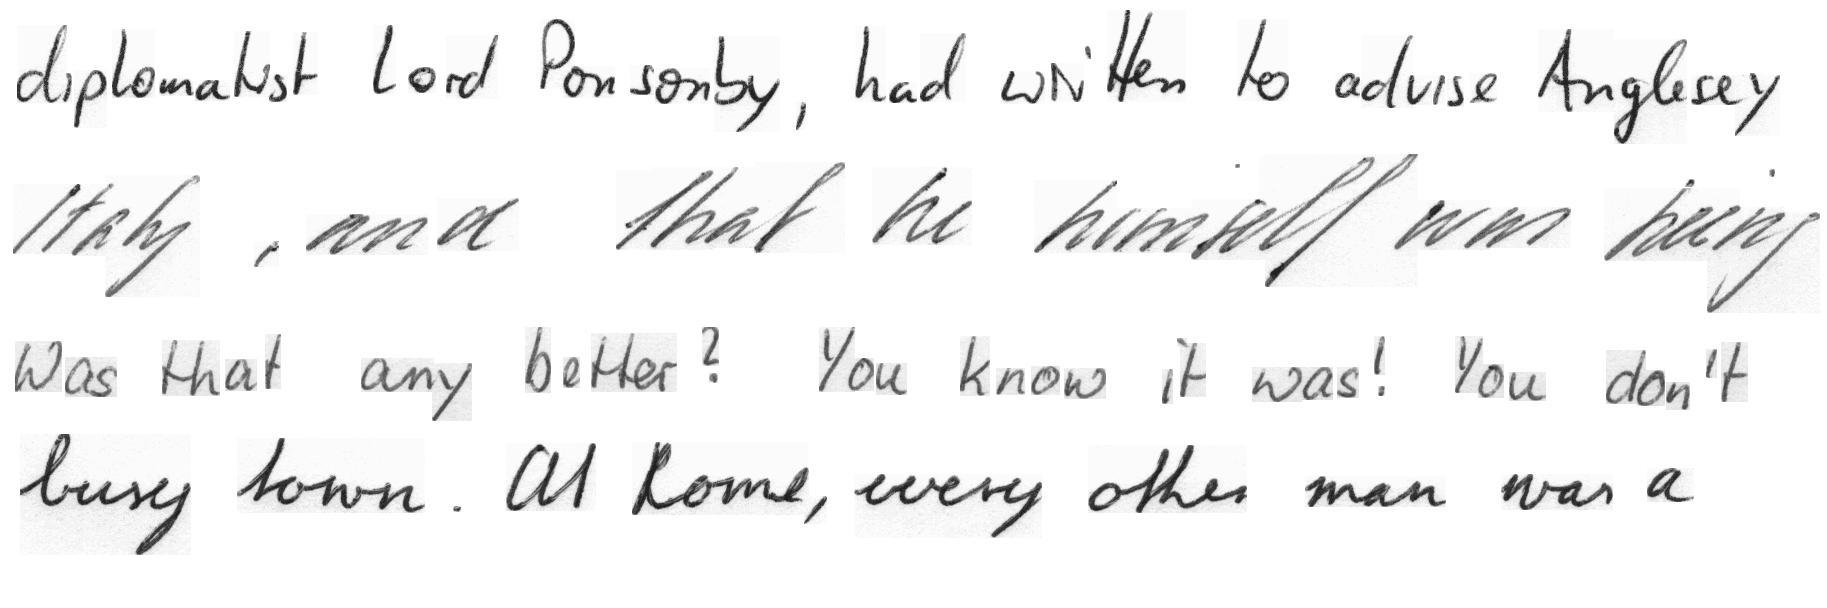 diplomatist Lord Ponsonby, had written to advise Anglesey
Italy, and that he himself was being
Was that any better? You know it was! You don't
busy town. At Rome, every other man was a